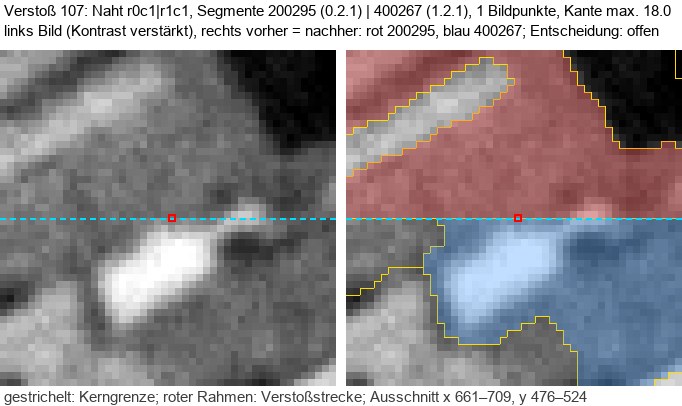 Verstoß 107: Naht r0c1|r1c1, Segmente 200295 (0.2.1) | 400267 (1.2.1), 1 Bildpunkte, Kante max. 18.0
links Bild (Kontrast verstärkt), rechts vorher = nachher: rot 200295, blau 400267; Entscheidung: offen
gestrichelt: Kerngrenze; roter Rahmen: Verstoßstrecke; Ausschnitt x 661–709, y 476–524